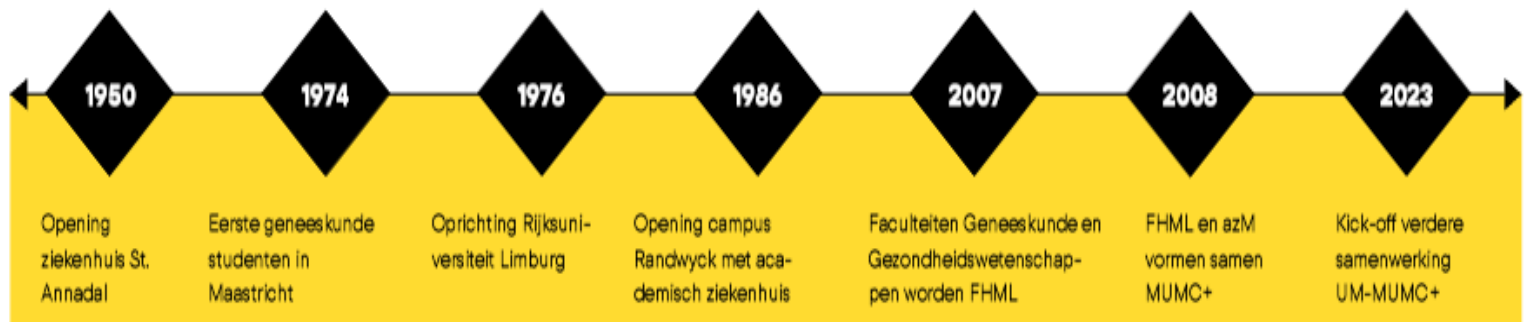 1950
1974
1976
1986
2007
2008
2023
Opening
ziekenhuis St.
Annadal
Eerste geneeskunde
studenten in
Maastricht
Oprichting Rijksuni-
versiteit Limburg
Opening campus
Randwyck met aca-
demisch ziekenhuis
Faculteiten Geneeskunde en
Gezondheidswetenschap-
pen worden FHML
FHML en azM
vormen samen
MUMC+
Kick-off verdere
samenwerking
UM-MUMC+